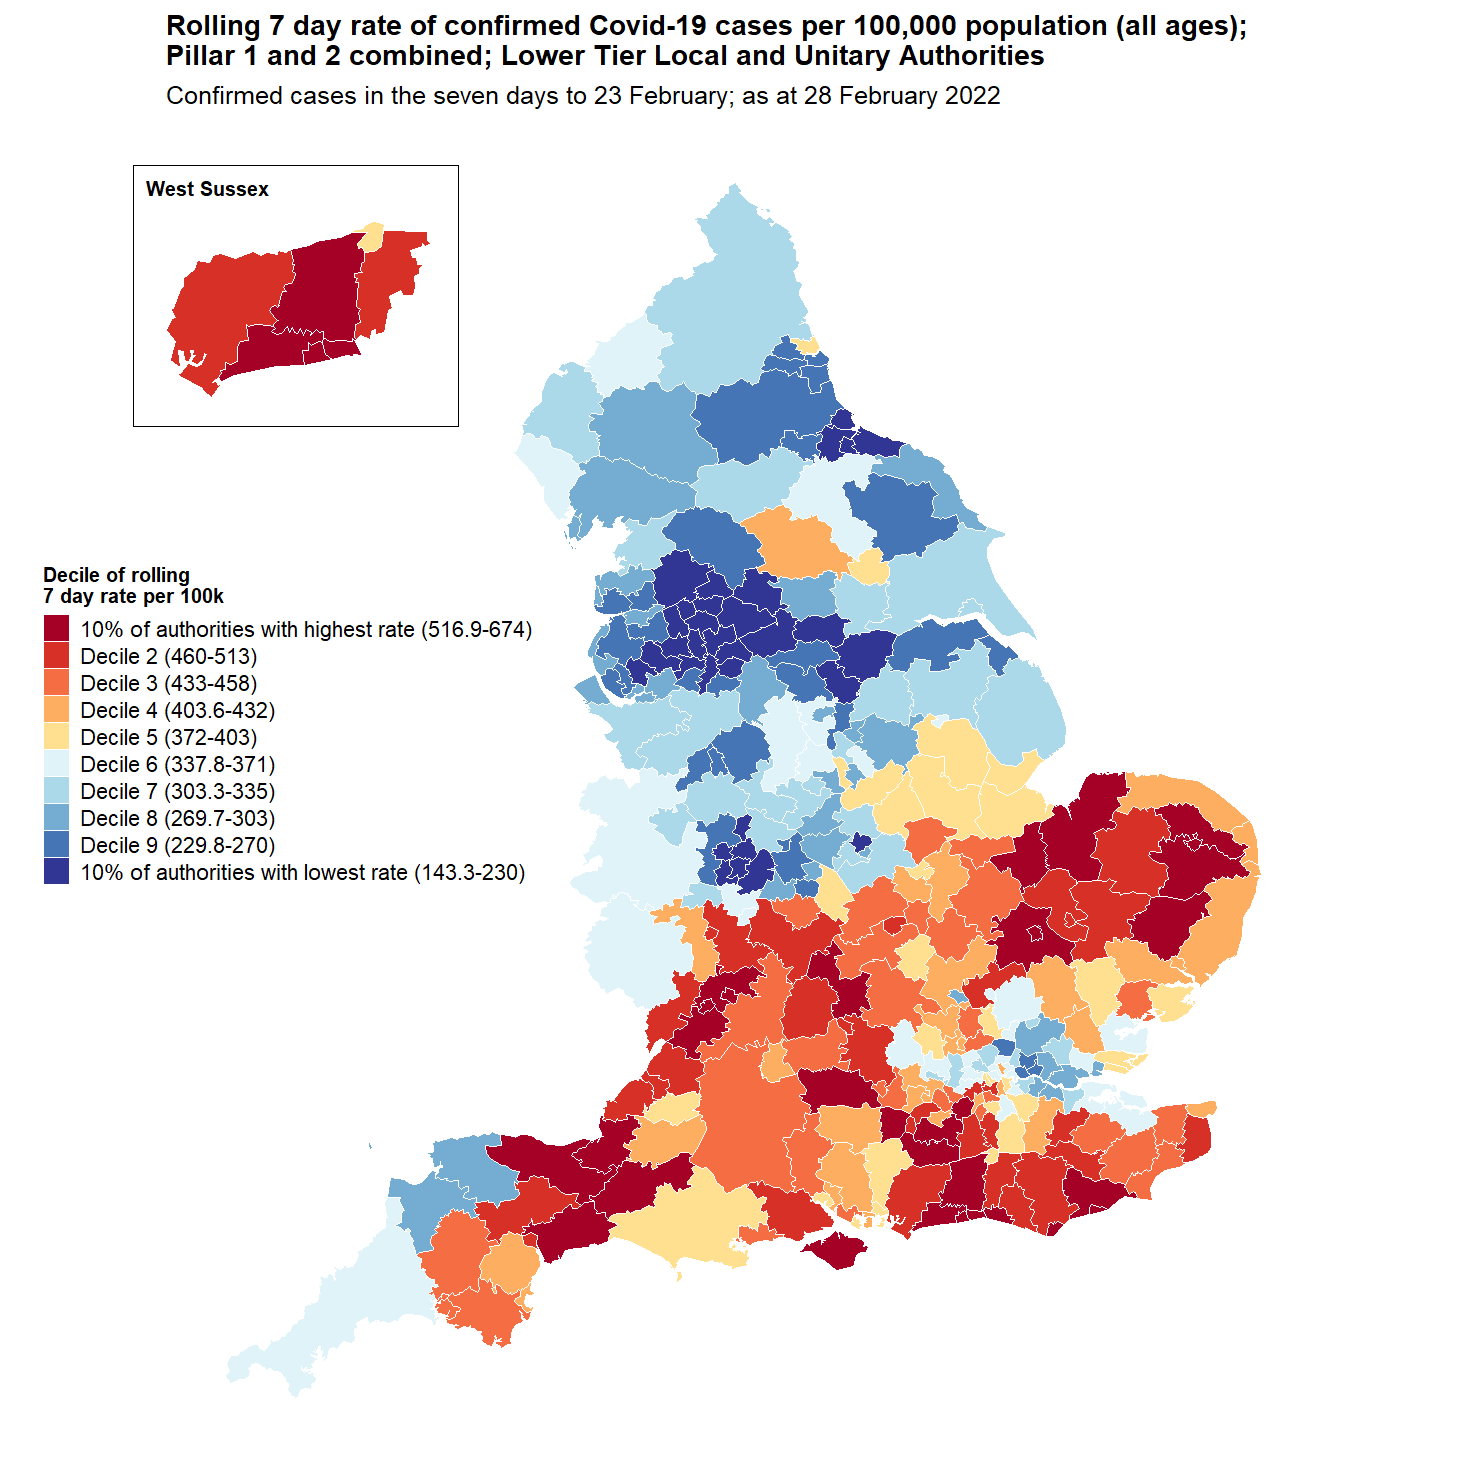 Rolling 7 day rate of confirmed Covid-19 cases per 100,000 population (all ages);
Pillar 1 and 2 combined; Lower Tier Local and Unitary Authorities
Confirmed cases in the seven days to 23 February; as at 28 February 2022
West Sussex
Decile of rolling
7 day rate per 100k
10% of authorities with highest rate (516.9-674)
Decile 2 (460-513)
Decile 3 (433-458)
Decile 4 (403.6-432)
Decile 5 (372-403)
Decile 6 (337.8-371)
Decile 7 (303.3-335)
Decile 8 (269.7-303)
Decile 9 (229.8-270)
10% of authorities with lowest rate (143.3-230)